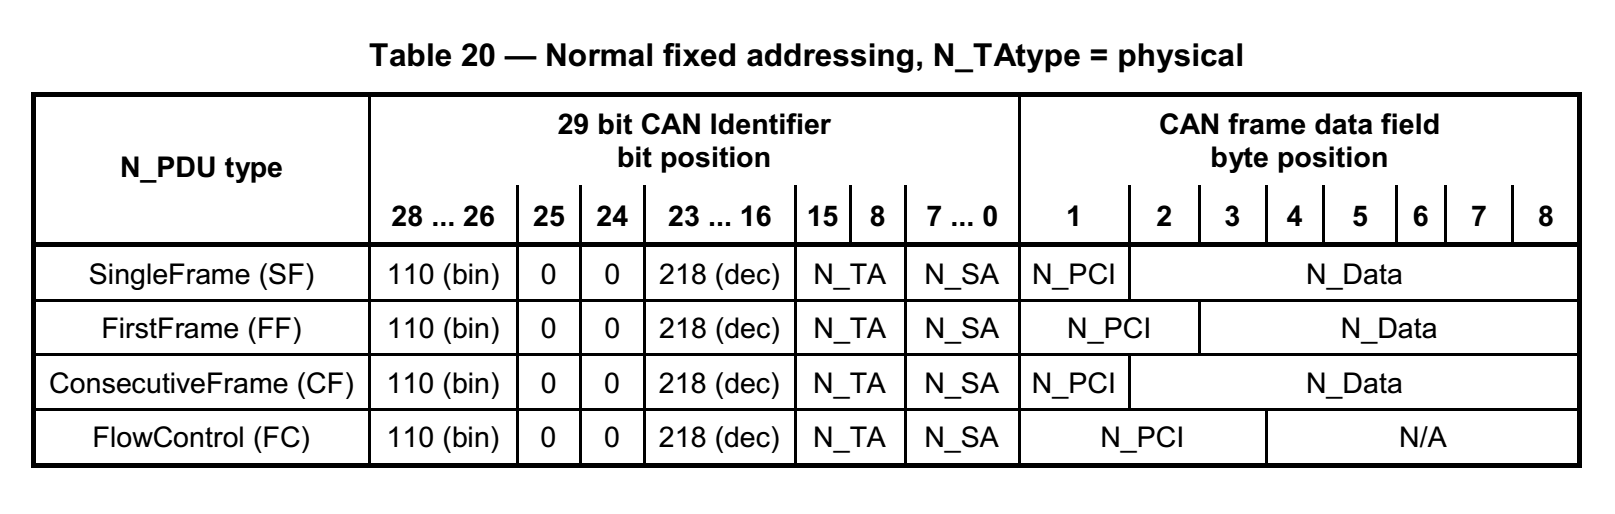 Table 20 — Normal fixed addressing, N_TAtype = physical
N_PDU type
29 bit CAN Identifier
bit position
CAN frame data field
byte position
28 ... 26 25 24 23 ... 16 15 8 7 ... 0 1 2 3 4 5 6 7 8
SingleFrame (SF) 110 (bin) 0 0 218 (dec) N_TA N_SA N_PCI N_Data
FirstFrame (FF) 110 (bin) 0 0 218 (dec) N_TA N_SA N_PCI N_Data
ConsecutiveFrame (CF) 110 (bin) 0 0 218 (dec) N_TA N_SA N_PCI N_Data
FlowControl (FC) 110 (bin) 0 0 218 (dec) N_TA N_SA N_PCI N/A